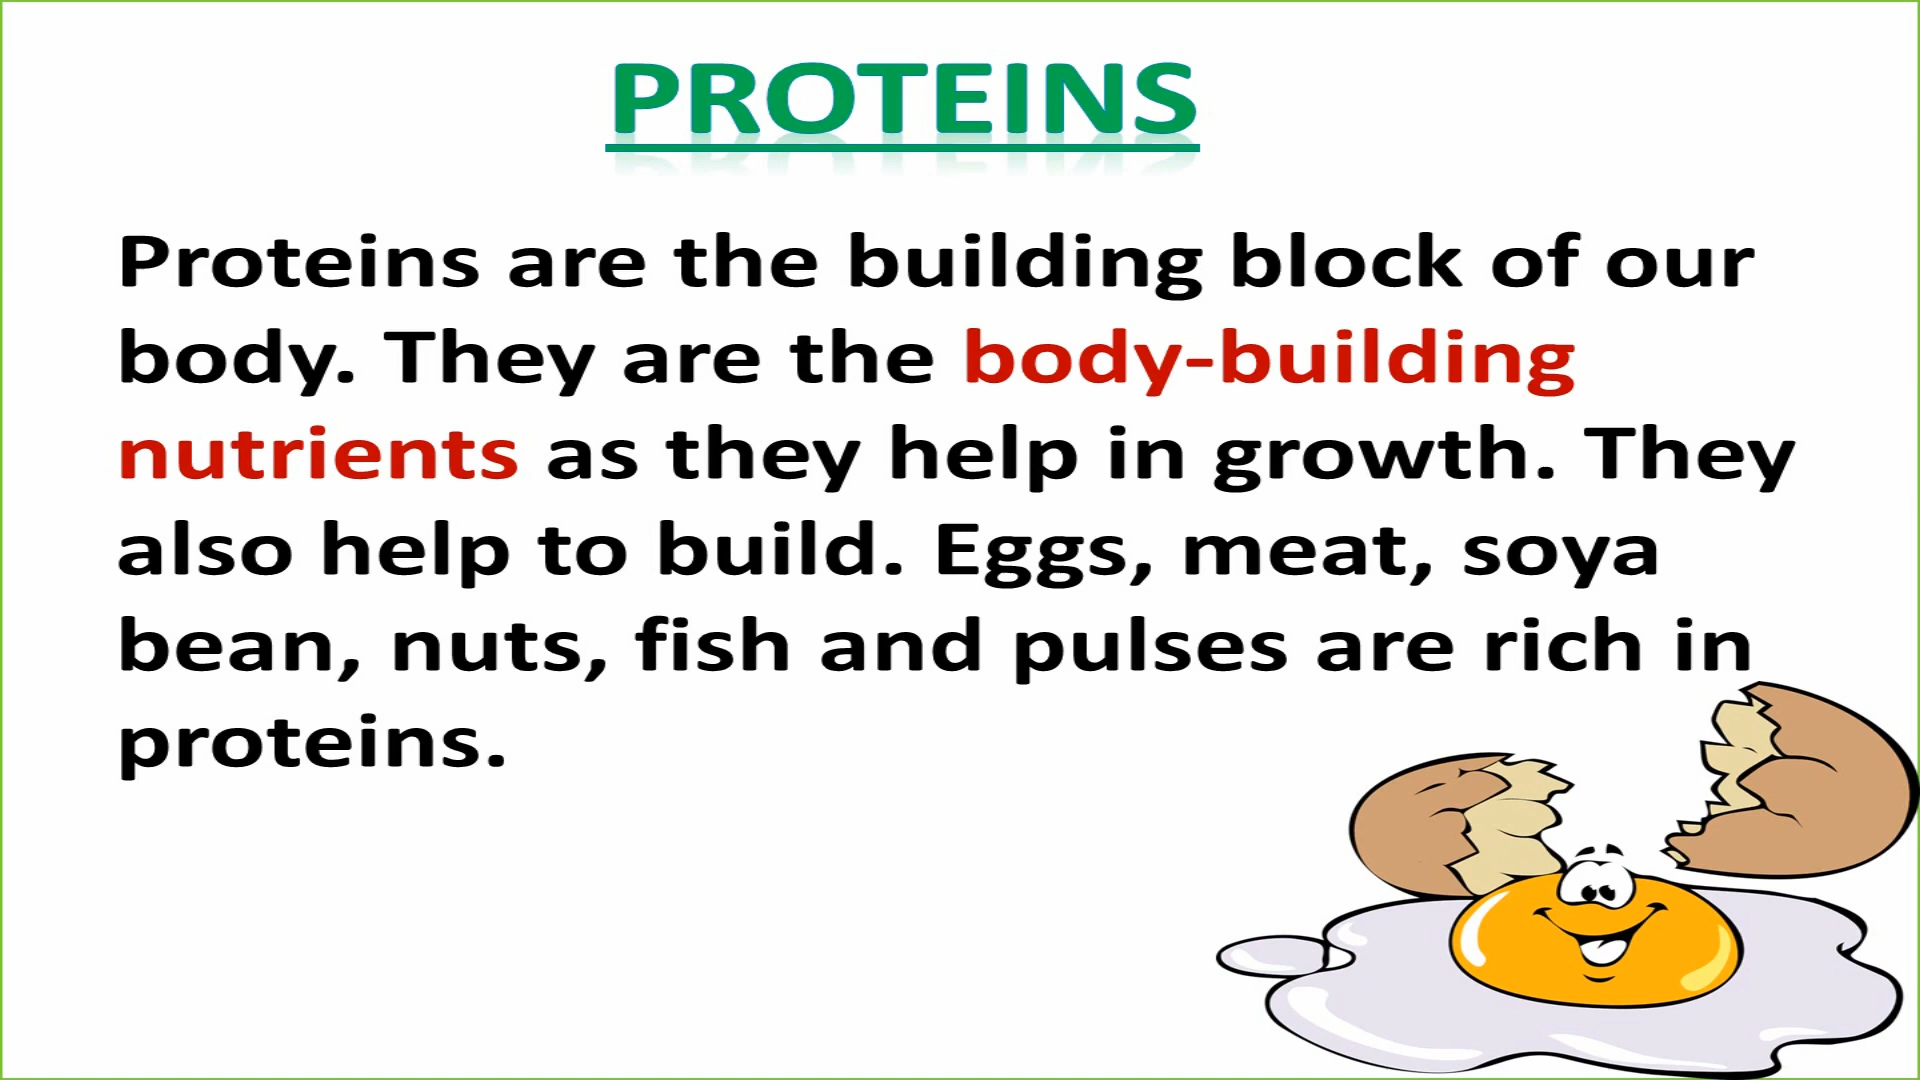 PROTEINS
Proteins are the building block of our
body. They are the body-building
nutrients as they help in growth. They
also help to build. Eggs, meat, soya
bean, nuts, fish and pulses are rich in
proteins.